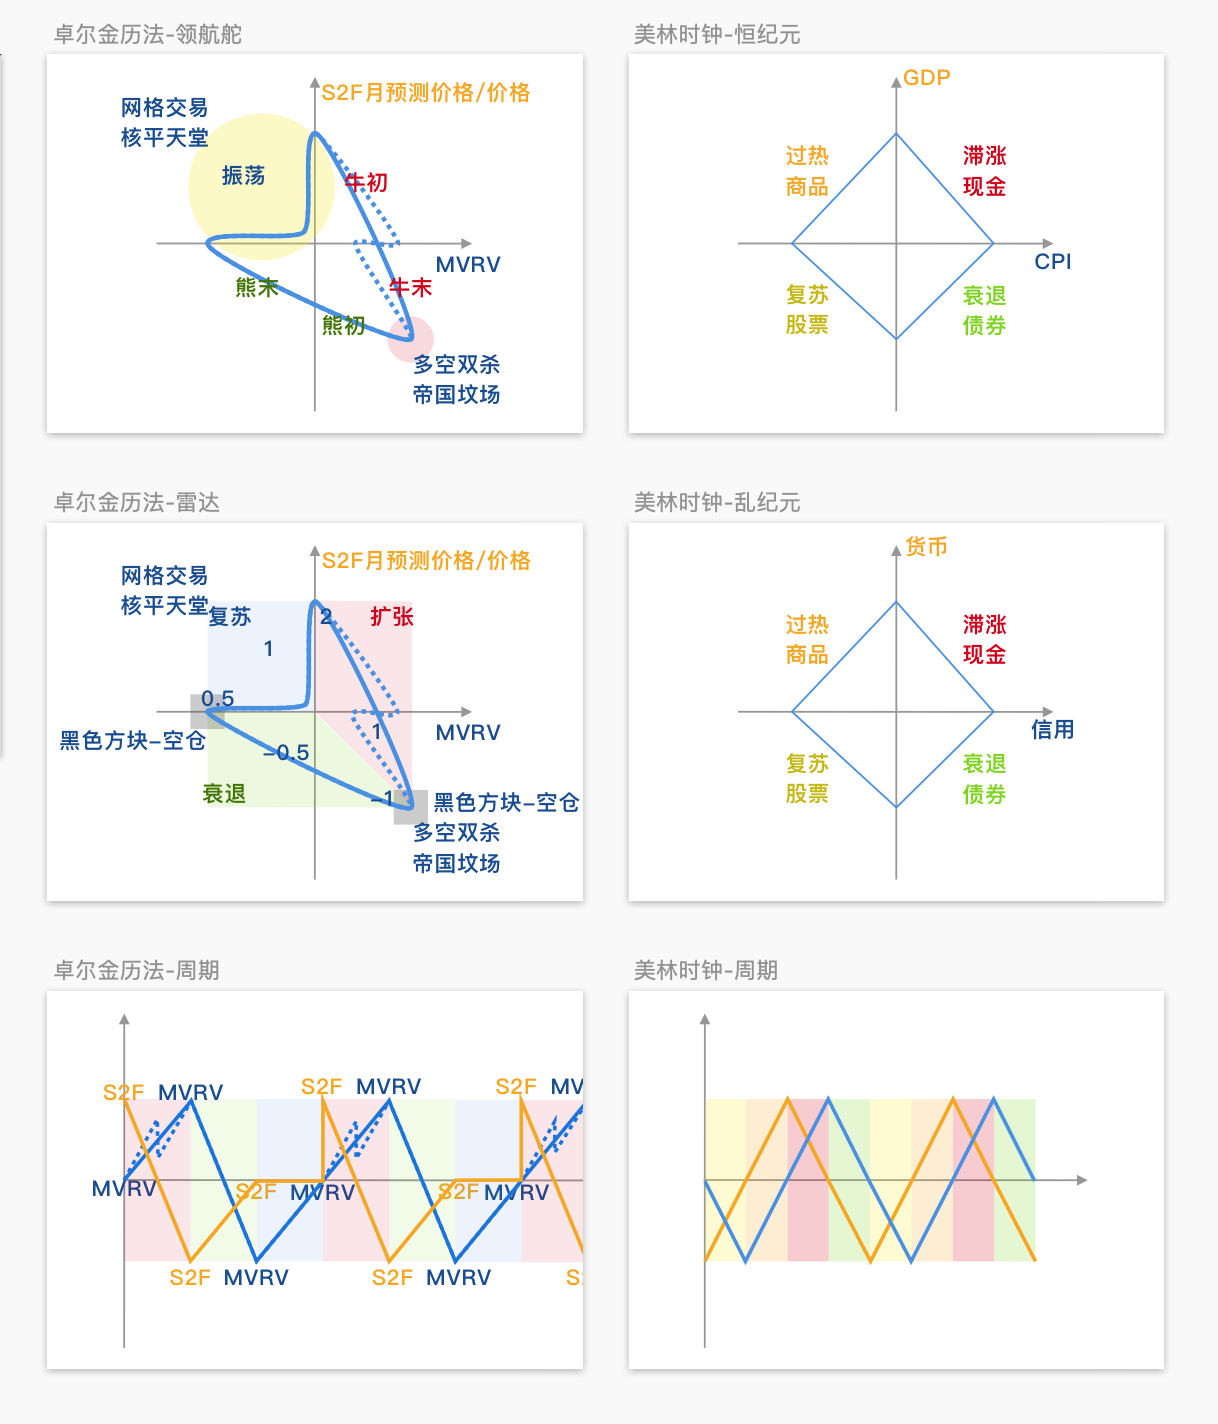 卓尔金历法-领航舵
S2F月预测价格/价格
网格交易
核平天堂
振荡
牛初
MVRV
熊末
牛末
熊初
多空双杀
帝国坟场
美林时钟-恒纪元
GDP
过热
商品
滞涨
现金
CPI
复苏
股票
衰退
债券
卓尔金历法-雷达
S2F月预测价格/价格
网格交易
核平天堂
复苏
2
扩张
1
0.5
黑色方块-空仓
1
MVRV
-0.5
衰退
-1
黑色方块-空仓
多空双杀
帝国坟场
美林时钟-乱纪元
货币
过热
商品
滞涨
现金
信用
复苏
股票
衰退
债券
卓尔金历法-周期
S2F
MVRV
S2F
MVRV
S2F
MV
MVRV
S2F
MVRV
S2F
MVRV
S2F
MVRV
S2F
MVRV
S2
美林时钟-周期